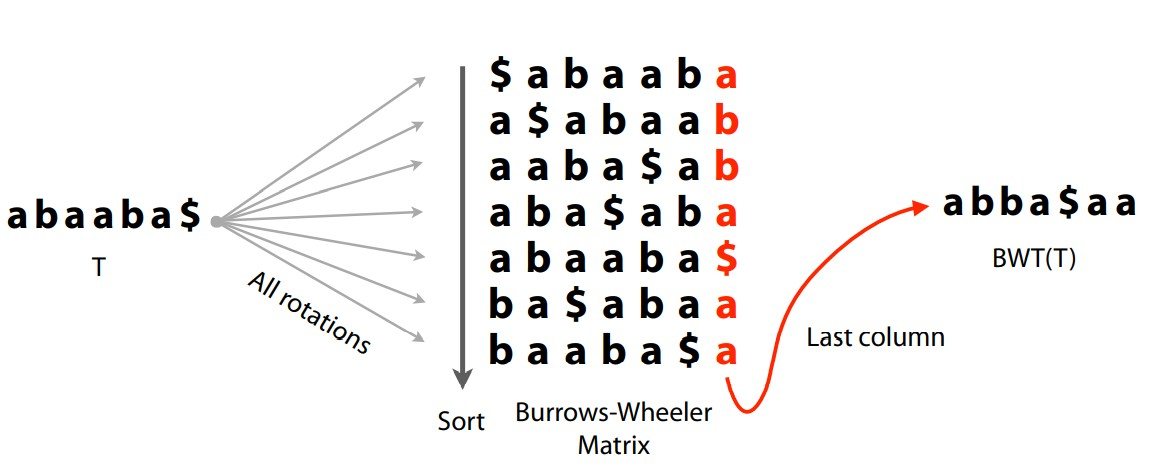 abaaba$
T
All rotations
$ a b a a b a
a $ a b a a b
a a b a $ a b
a b a $ a b a
a b a a b a $
b a $ a b a a
b a a b a $ a
Sort
Burrows-Wheeler
Matrix
Last column
abba$aa
BWT(T)